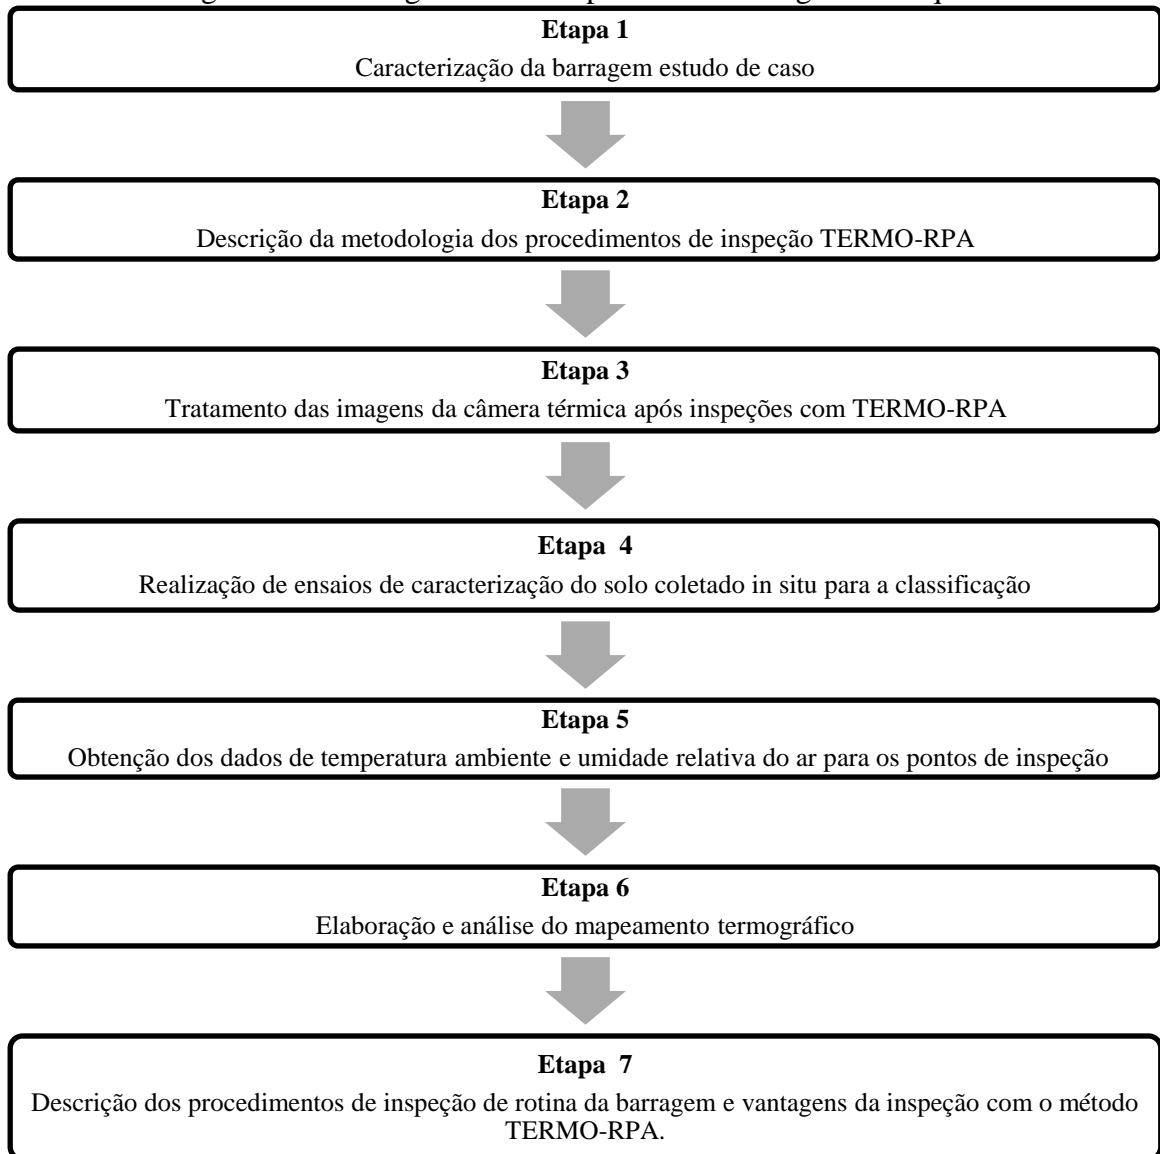 Etapa 1
Caracterização da barragem estudo de caso
Etapa 2
Descrição da metodologia dos procedimentos de inspeção TERMO-RPA
Etapa 3
Tratamento das imagens da câmera térmica após inspeções com TERMO-RPA
Etapa 4
Realização de ensaios de caracterização do solo coletado in situ para a classificação
Etapa 5
Obtenção dos dados de temperatura ambiente e umidade relativa do ar para os pontos de inspeção
Etapa 6
Elaboração e análise do mapeamento termográfico
Etapa 7
Descrição dos procedimentos de inspeção de rotina da barragem e vantagens da inspeção com o método
TERMO-RPA.